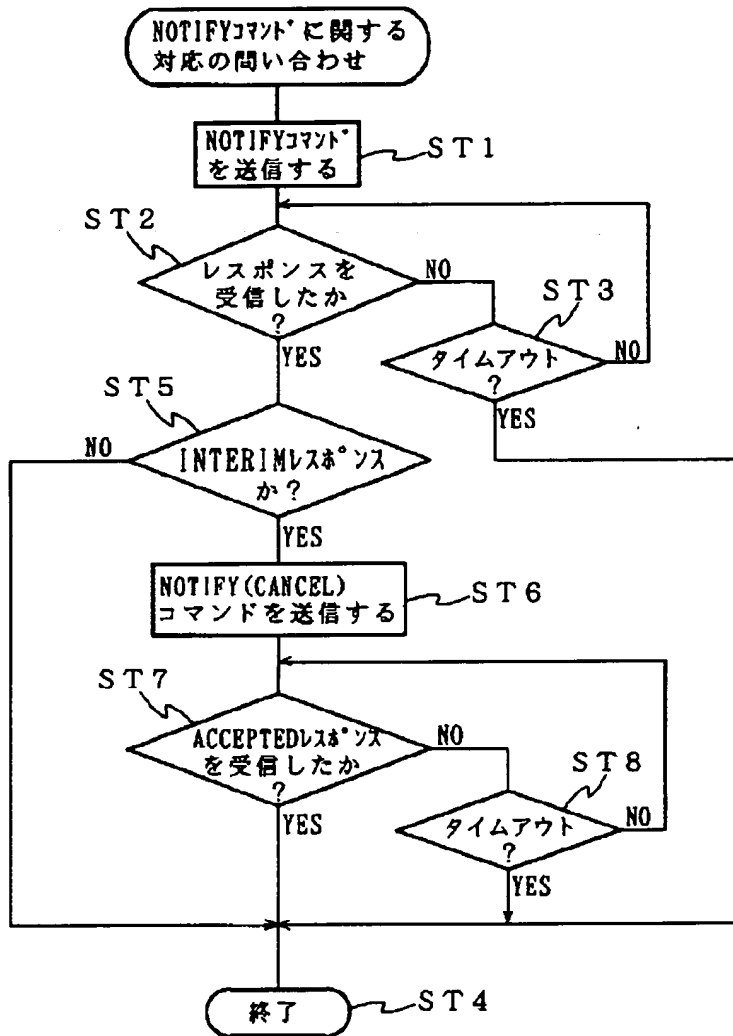 NOTIFYｺﾏﾝﾄﾞに関する
対応の問い合わせ
NOTIFYｺﾏﾝﾄﾞ
を送信する
ST1
ST2
レスポンスを
受信したか
?
NO
YES
ST3
タイムアウト
?
NO
YES
ST5
NO
INTERIMﾚｽﾎﾟﾝｽ
か?
YES
NOTIFY(CANCEL)
コマンドを送信する
ST6
ST7
ACCEPTEDﾚｽﾎﾟﾝｽ
を受信したか
?
NO
YES
ST8
タイムアウト
?
NO
YES
終了
ST4